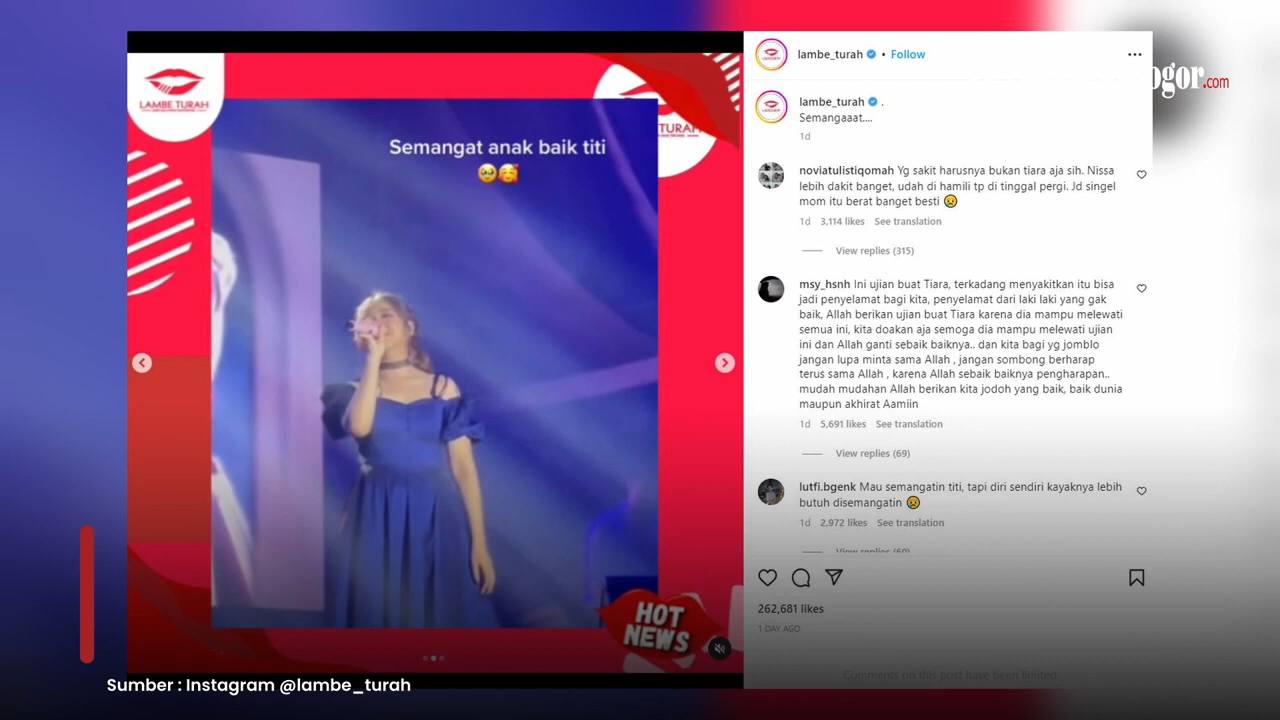 LAMBE TURAH
TURAH
Semangat anak baik titi
🥹🥰
HOT
NEWS
Sumber : Instagram @lambe_turah
lambe_turah • Follow
ogor.com
lambe_turah .
Semangaaat....
1d
noviatulistiqomah Yg sakit harusnya bukan tiara aja sih. Nissa
lebih dakit banget, udah di hamili tp di tinggal pergi. Jd singel
mom itu berat banget besti 😢
1d 3,114 likes See translation
View replies (315)
msy_hsnh Ini ujian buat Tiara, terkadang menyakitkan itu bisa
jadi penyelamat bagi kita, penyelamat dari laki laki yang gak
baik, Allah berikan ujian buat Tiara karena dia mampu melewati
semua ini, kita doakan aja semoga dia mampu melewati ujian
ini dan Allah ganti sebaik baiknya.. dan kita bagi yg jomblo
jangan lupa minta sama Allah , jangan sombong berharap
terus sama Allah , karena Allah sebaik baiknya pengharapan..
mudah mudahan Allah berikan kita jodoh yang baik, baik dunia
maupun akhirat Aamiin
1d 5,691 likes See translation
View replies (69)
lutfi.bgenk Mau semangatin titi, tapi diri sendiri kayaknya lebih
butuh disemangatin 😢
1d 2,972 likes See translation
View replies (60)
262,681 likes
1 DAY AGO
Comments on this post have been limited.